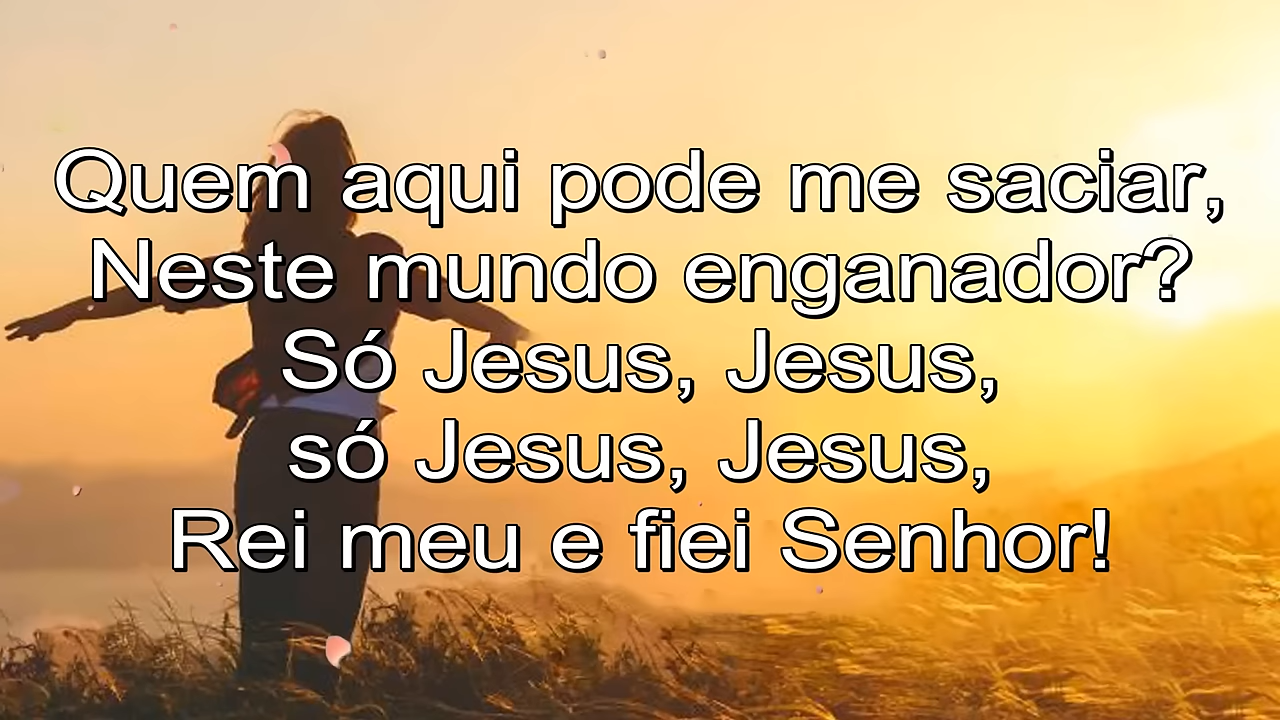 Quem aqui pode me saciar,
Neste mundo enganador?
Só Jesus, Jesus,
só Jesus, Jesus,
Rei meu e fiei Senhor!